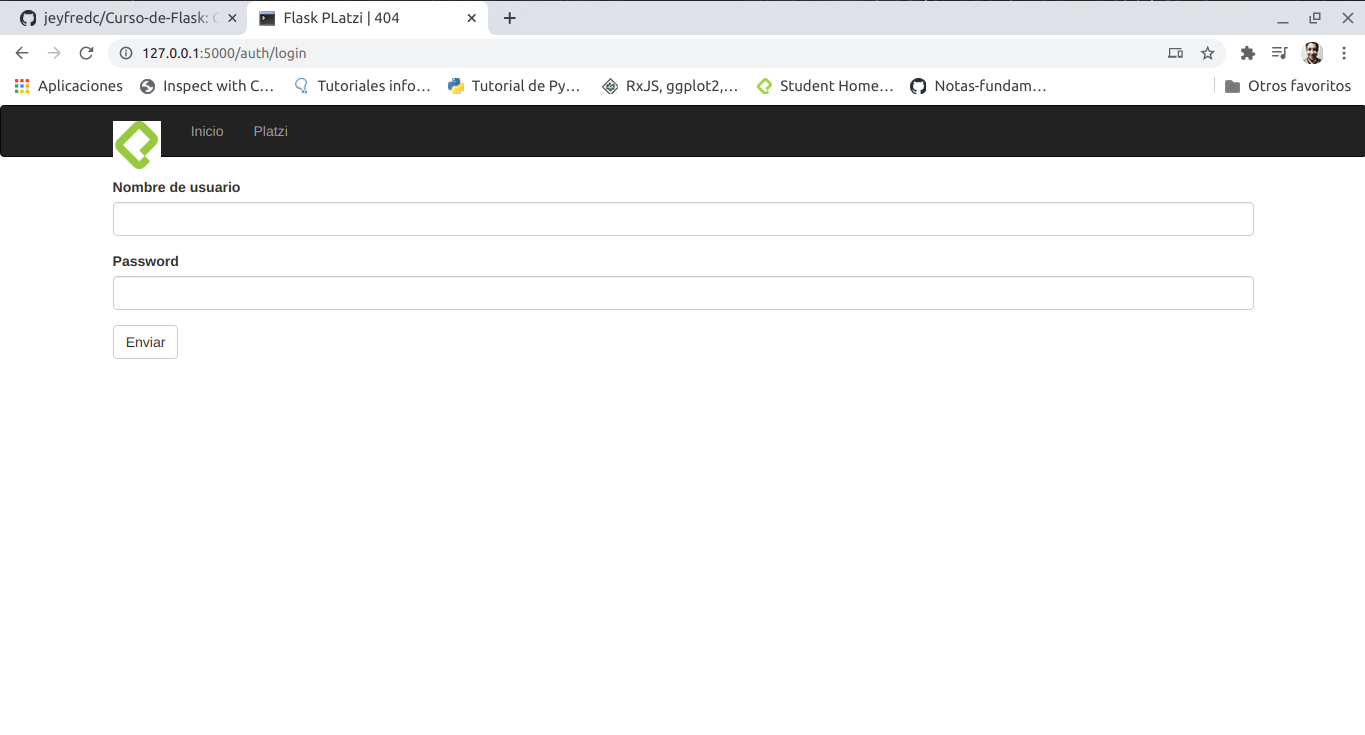 jeyfredc/Curso-de-Flask: C
Flask PLatzi | 404
127.0.0.1:5000/auth/login
Aplicaciones Inspect with C... Tutoriales info... Tutorial de Py... RxJS, ggplot2,... Student Home... Notas-fundam... Otros favoritos
Inicio Platzi
Nombre de usuario
Password
Enviar